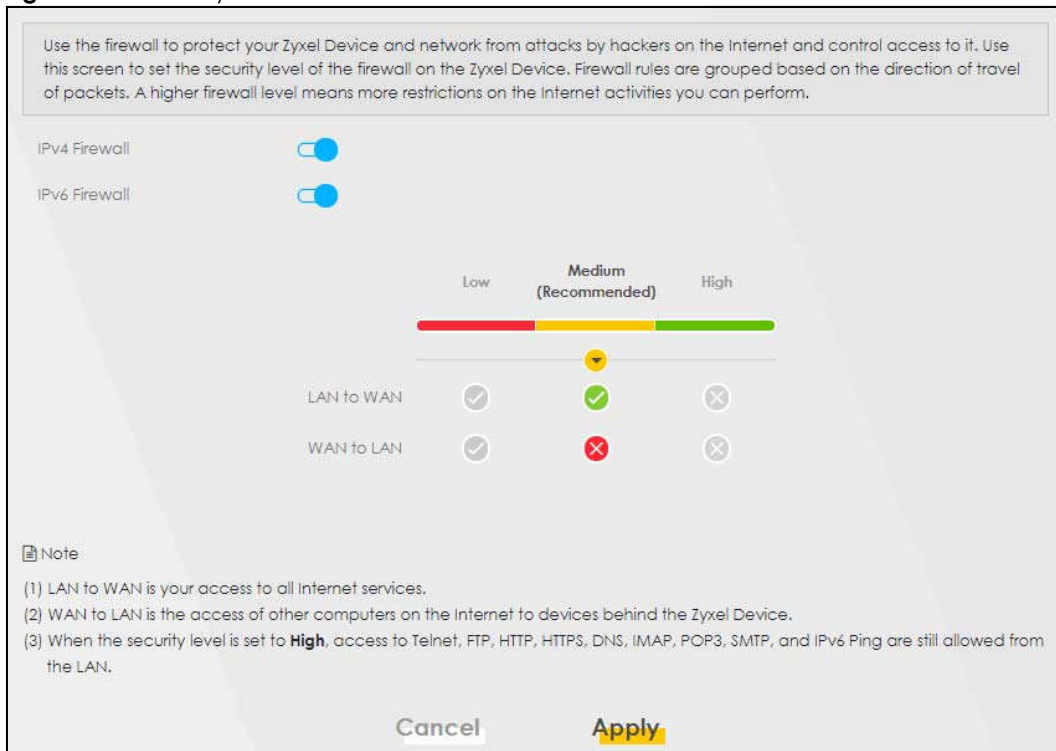 Use the firewall to protect your Zyxel Device and network from attacks by hackers on the Internet and control access to it. Use
this screen to set the security level of the firewall on the Zyxel Device. Firewall rules are grouped based on the direction of travel
of packets. A higher firewall level means more restrictions on the Internet activities you can perform.
IPv4 Firewall
IPv6 Firewall
Low
Medium
(Recommended)
High
LAN to WAN
WAN to LAN
Note
(1) LAN to WAN is your access to all Internet services.
(2) WAN to LAN is the access of other computers on the Internet to devices behind the Zyxel Device.
(3) When the security level is set to High, access to Telnet, FTP, HTTP, HTTPS, DNS, IMAP, POP3, SMTP, and IPv6 Ping are still allowed from
the LAN.
Cancel Apply